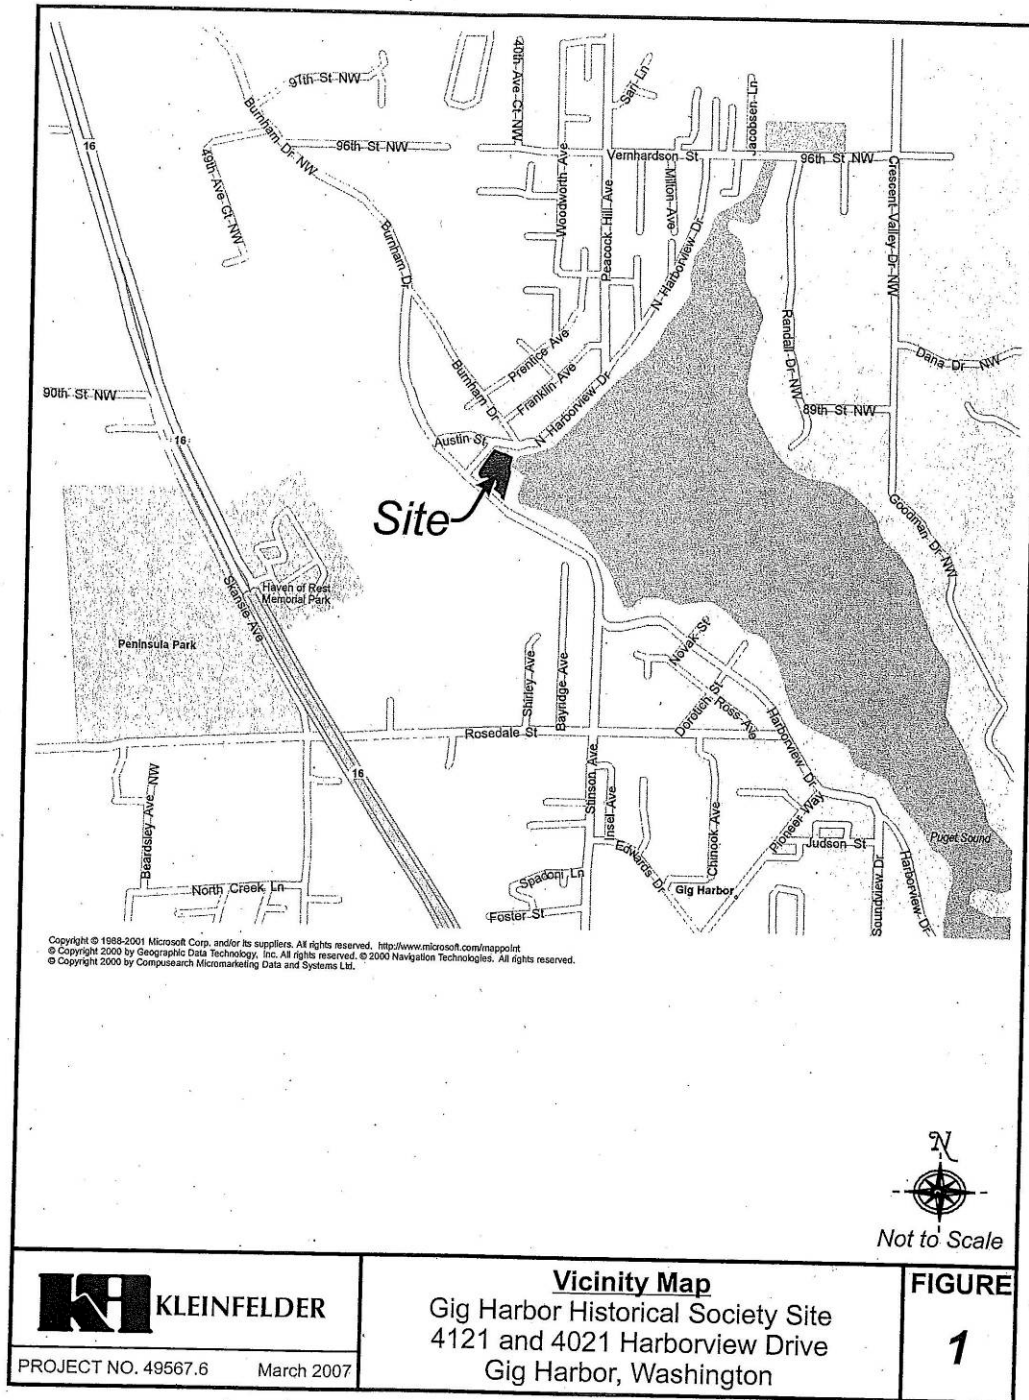 97th St NW
40th Ave Ct NW
Sari Ln
Jacobsen Ln
Burnham Dr NW
96th St NW
49th Ave Ct NW
16
Woodworth Ave
Vernhardson St
96th St NW
Peacock Hill Ave
Milton Ave
Crescent Valley Dr NW
Burnham Dr
N Harborview Dr
Randall Dr NW
Dana Dr NW
Prentice Ave
Burnham Dr
Franklin Ave
90th St NW
N Harborview Dr
89th St NW
16
Austin St
Site
Goodman Dr NW
Haven of Rest
Memorial Park
Skansie Ave
Peninsula Park
Novak St
Shirley Ave
Bayridge Ave
Dorotich St
Ross Ave
Harborview Dr
Rosedale St
16
Stinson Ave
Insel Ave
Beardsley Ave NW
Chinook Ave
Pioneer Way
Puget Sound
Judson St
Edwards Dr
Soundview Dr
Harborview Dr
North Creek Ln
Spadoni Ln
Gig Harbor
Foster St
Copyright © 1988-2001 Microsoft Corp. and/or its suppliers. All rights reserved. http://www.microsoft.com/mappoint
© Copyright 2000 by Geographic Data Technology, Inc. All rights reserved. © 2000 Navigation Technologies. All rights reserved.
© Copyright 2000 by Compusearch Micromarketing Data and Systems Ltd.
N
Not to Scale
KLEINFELDER
PROJECT NO. 49567.6 March 2007
Vicinity Map
Gig Harbor Historical Society Site
4121 and 4021 Harborview Drive
Gig Harbor, Washington
FIGURE
1